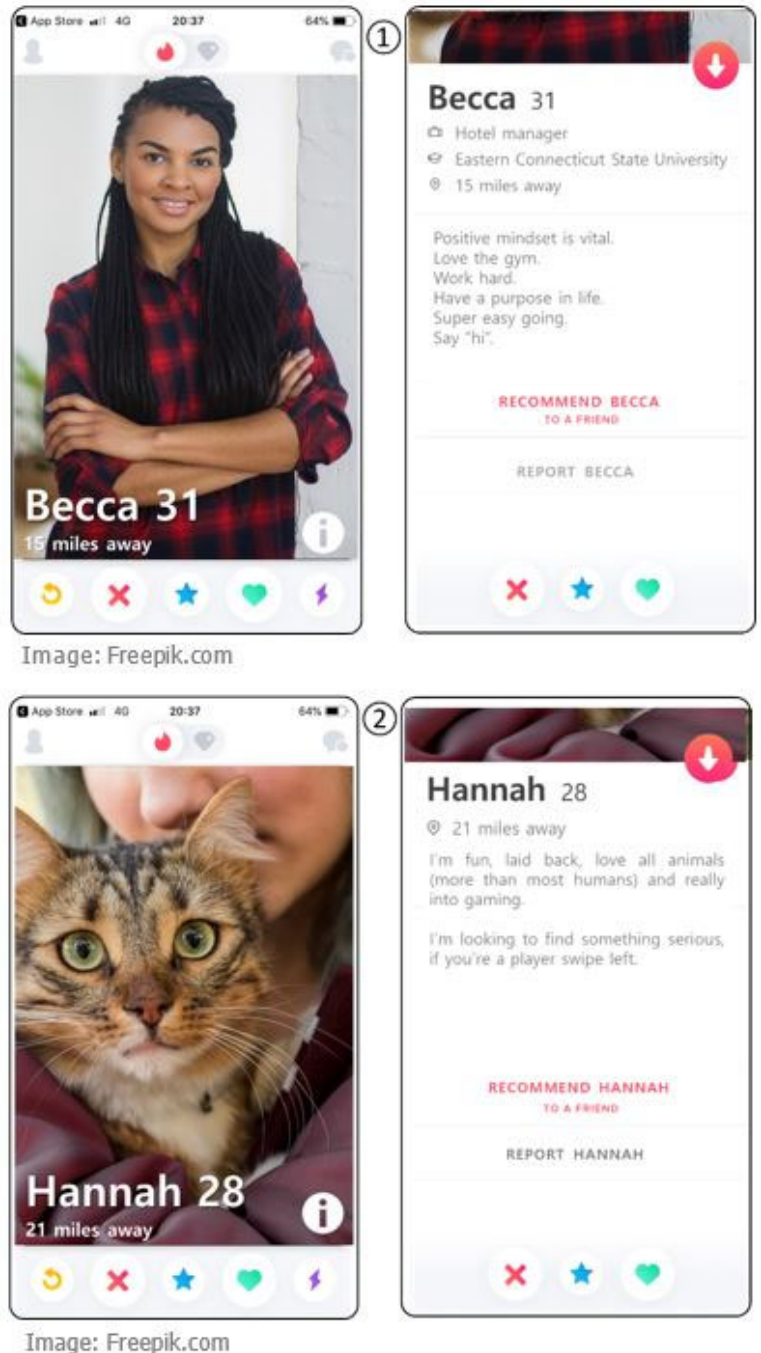 App Store 4G 20:37 64%
①
Becca 31
15 miles away
i
Becca 31
Hotel manager
Eastern Connecticut State University
15 miles away
Positive mindset is vital.
Love the gym.
Work hard.
Have a purpose in life.
Super easy going.
Say "hi".
RECOMMEND BECCA
TO A FRIEND
REPORT BECCA
Image: Freepik.com
App Store 4G 20:37 64%
②
Hannah 28
21 miles away
i
Hannah 28
21 miles away
I'm fun, laid back, love all animals
(more than most humans) and really
into gaming.
I'm looking to find something serious,
if you're a player swipe left.
RECOMMEND HANNAH
TO A FRIEND
REPORT HANNAH
Image: Freepik.com